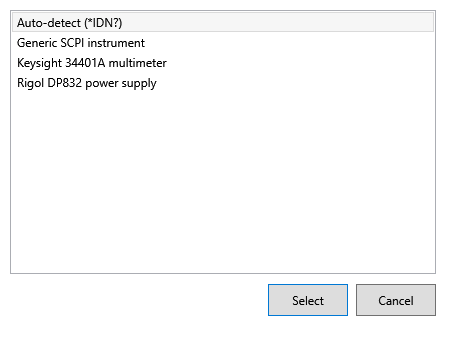 Auto-detect (*IDN?)
Generic SCPI instrument
Keysight 34401A multimeter
Rigol DP832 power supply
Select
Cancel